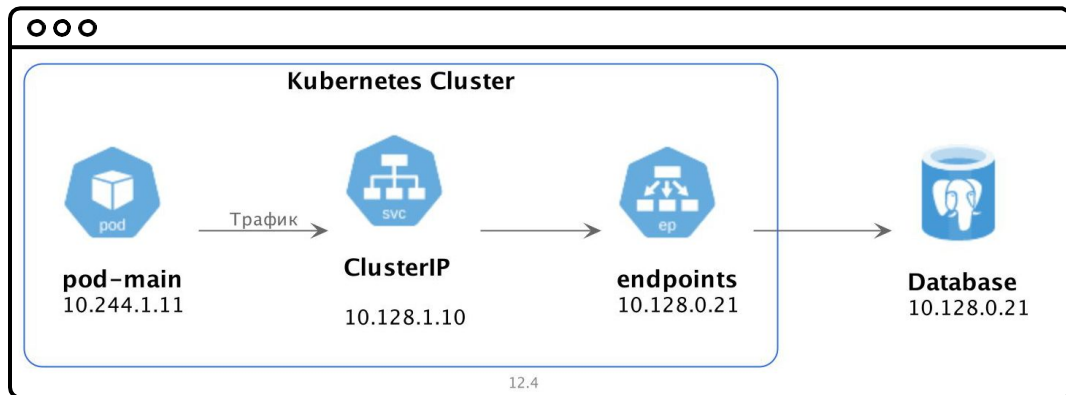 Kubernetes Cluster
pod
Трафик
svc
ep
pod-main
10.244.1.11
ClusterIP
10.128.1.10
endpoints
10.128.0.21
Database
10.128.0.21
12.4